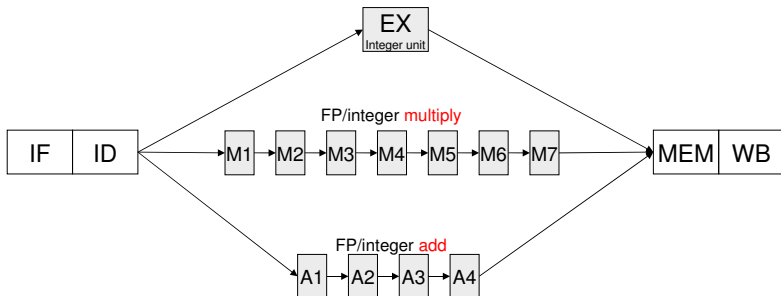 EX
Integer unit
FP/integer multiply
IF ID M1 M2 M3 M4 M5 M6 M7 MEM WB
FP/integer add
A1 A2 A3 A4